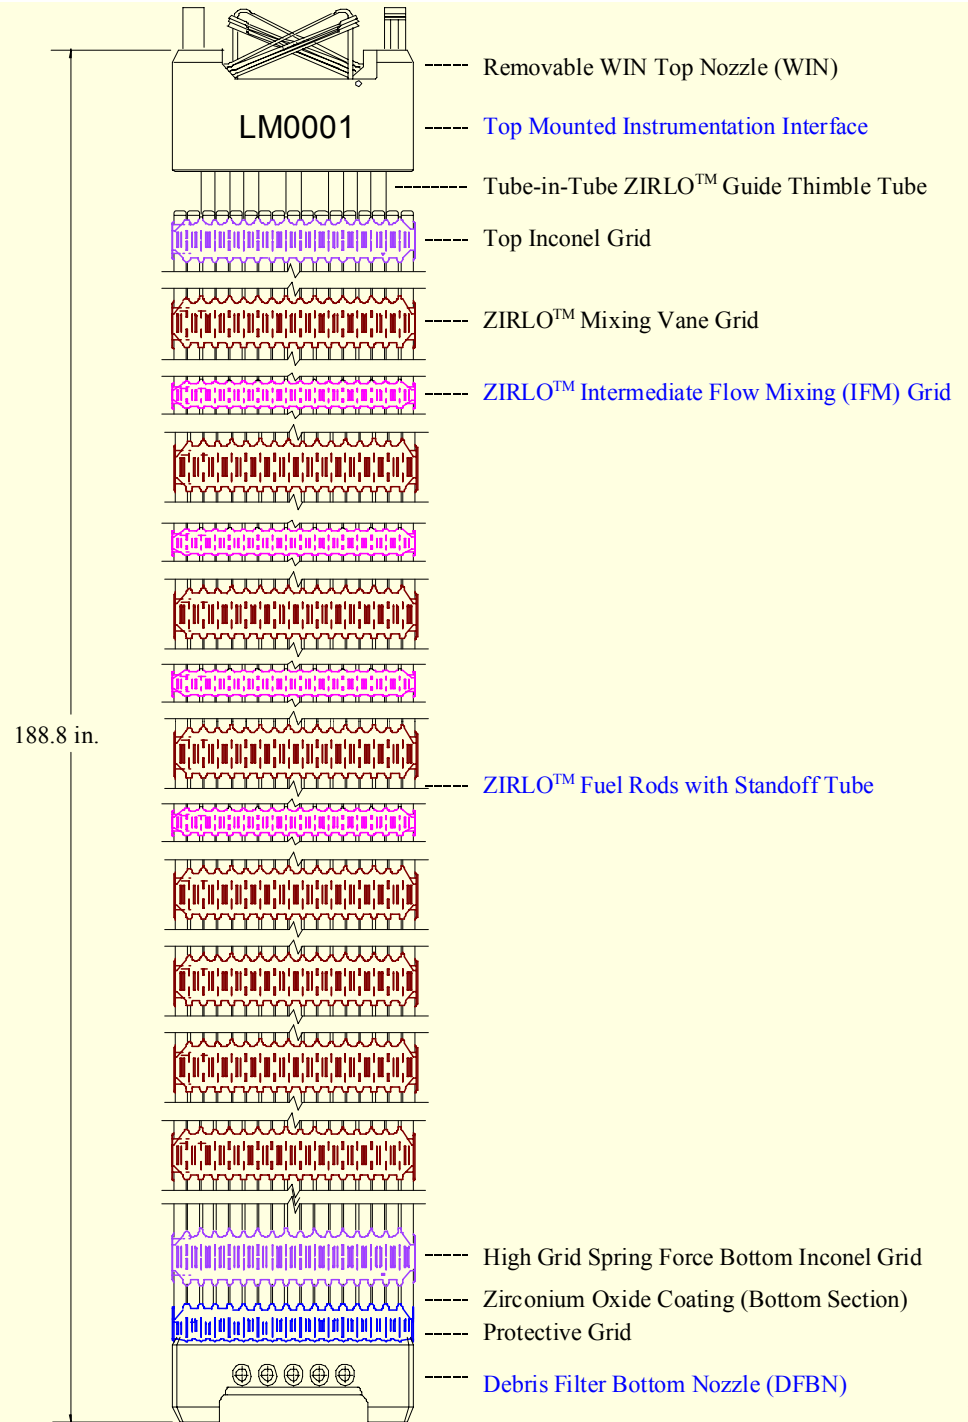 Removable WIN Top Nozzle (WIN)
LM0001
Top Mounted Instrumentation Interface
Tube-in-Tube ZIRLO™ Guide Thimble Tube
Top Inconel Grid
ZIRLO™ Mixing Vane Grid
ZIRLO™ Intermediate Flow Mixing (IFM) Grid
188.8 in.
ZIRLO™ Fuel Rods with Standoff Tube
High Grid Spring Force Bottom Inconel Grid
Zirconium Oxide Coating (Bottom Section)
Protective Grid
Debris Filter Bottom Nozzle (DFBN)